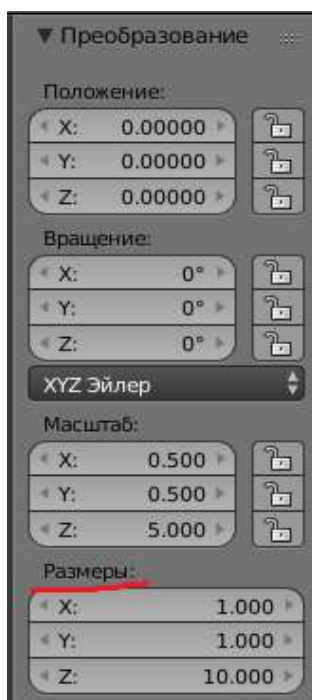 Преобразование
Положение:
X: 0.00000
Y: 0.00000
Z: 0.00000
Вращение:
X: 0°
Y: 0°
Z: 0°
XYZ Эйлер
Масштаб:
X: 0.500
Y: 0.500
Z: 5.000
Размеры:
X: 1.000
Y: 1.000
Z: 10.000